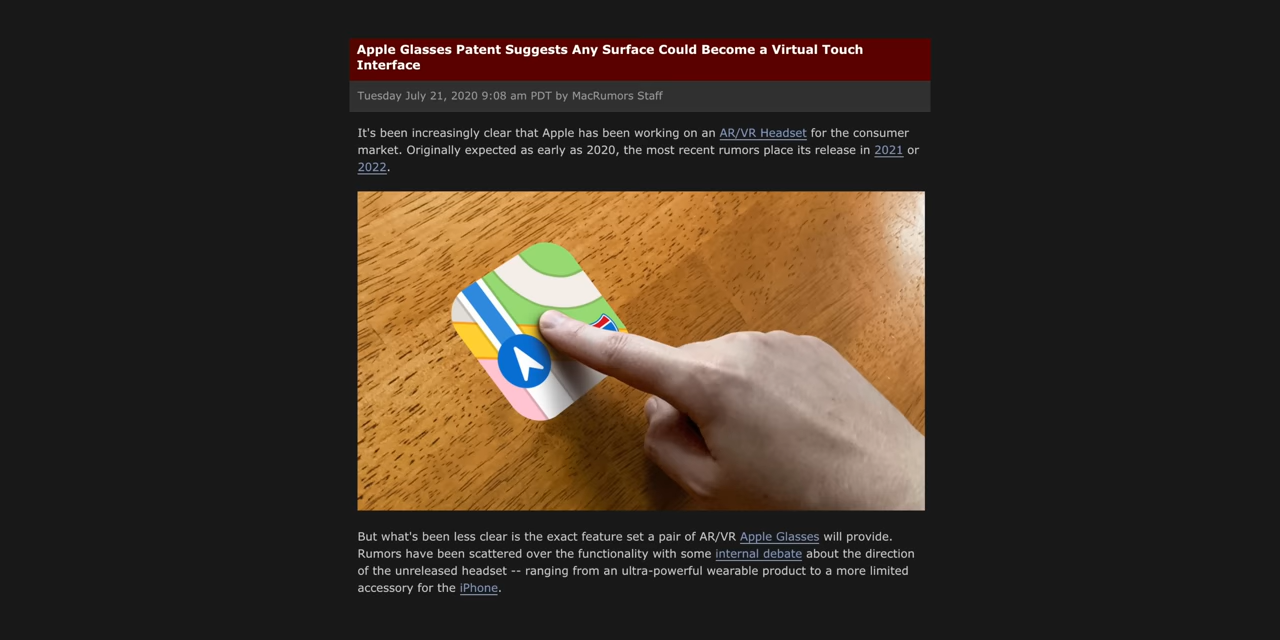 Apple Glasses Patent Suggests Any Surface Could Become a Virtual Touch
Interface
Tuesday July 21, 2020 9:08 am PDT by MacRumors Staff
It's been increasingly clear that Apple has been working on an AR/VR Headset for the consumer
market. Originally expected as early as 2020, the most recent rumors place its release in 2021 or
2022.
But what's been less clear is the exact feature set a pair of AR/VR Apple Glasses will provide.
Rumors have been scattered over the functionality with some internal debate about the direction
of the unreleased headset -- ranging from an ultra-powerful wearable product to a more limited
accessory for the iPhone.